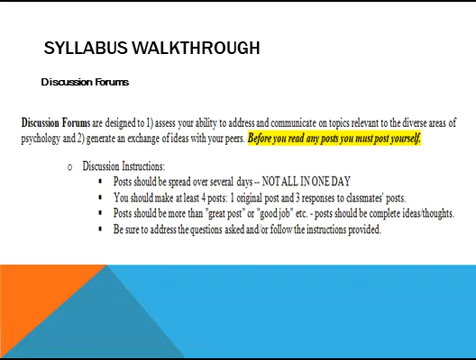 SYLLABUS WALKTHROUGH
Discussion Forums
Discussion Forums are designed to 1) assess your ability to address and communicate on topics relevant to the diverse areas of
psychology and 2) generate an exchange of ideas with your peers. Before you read any posts you must post yourself.
o Discussion Instructions:
▪ Posts should be spread over several days -- NOT ALL IN ONE DAY
▪ You should make at least 4 posts: 1 original post and 3 responses to classmates' posts.
▪ Posts should be more than "great post" or "good job" etc. - posts should be complete ideas/thoughts.
▪ Be sure to address the questions asked and/or follow the instructions provided.